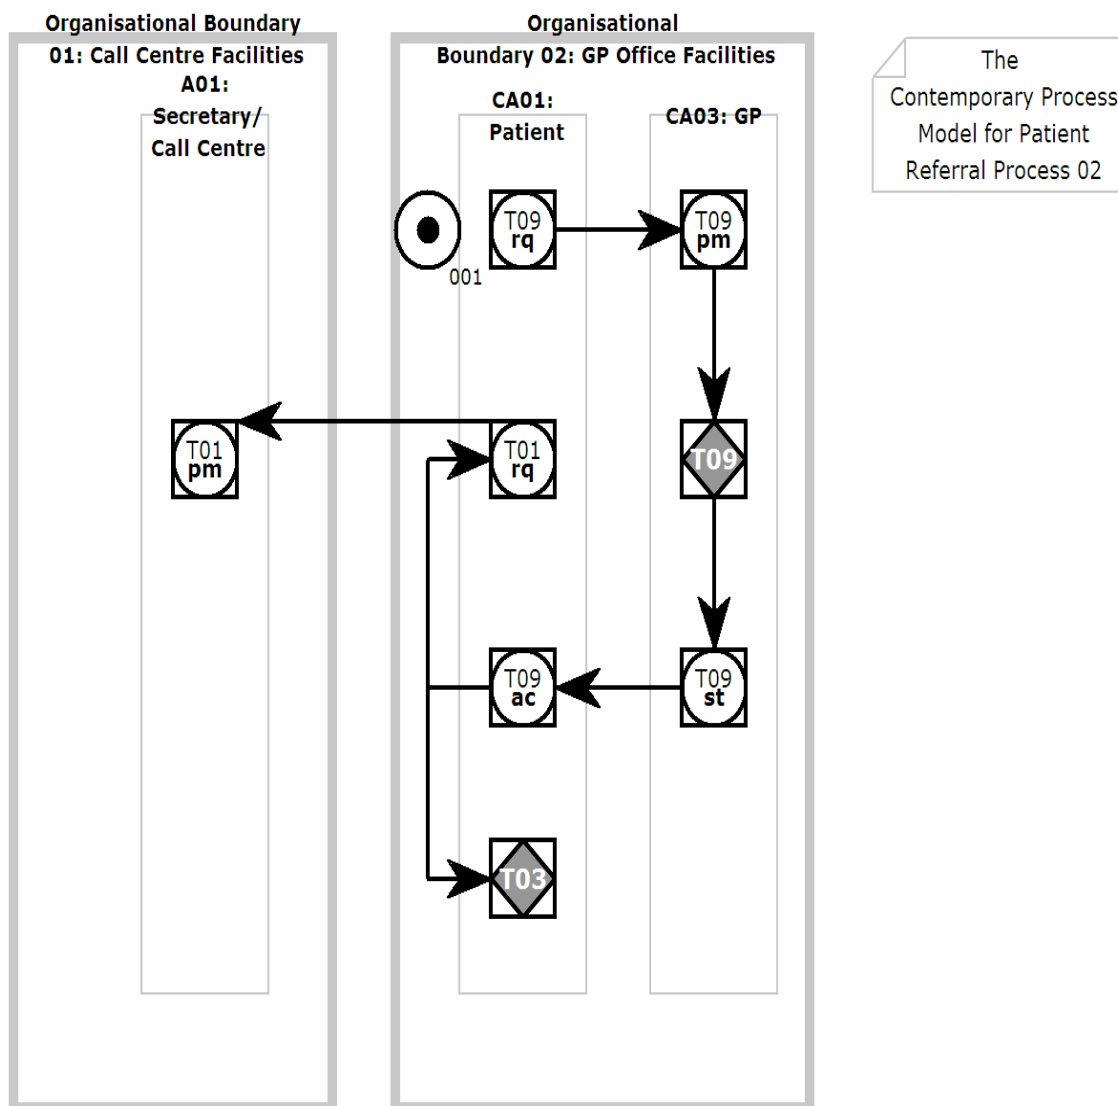 Organisational Boundary
01: Call Centre Facilities
A01:
Secretary/
Call Centre
Organisational
Boundary 02: GP Office Facilities
CA01:
Patient
CA03: GP
The
Contemporary Process
Model for Patient
Referral Process 02
001
T09
rq
T09
pm
T01
pm
T01
rq
T09
T09
ac
T09
st
T03